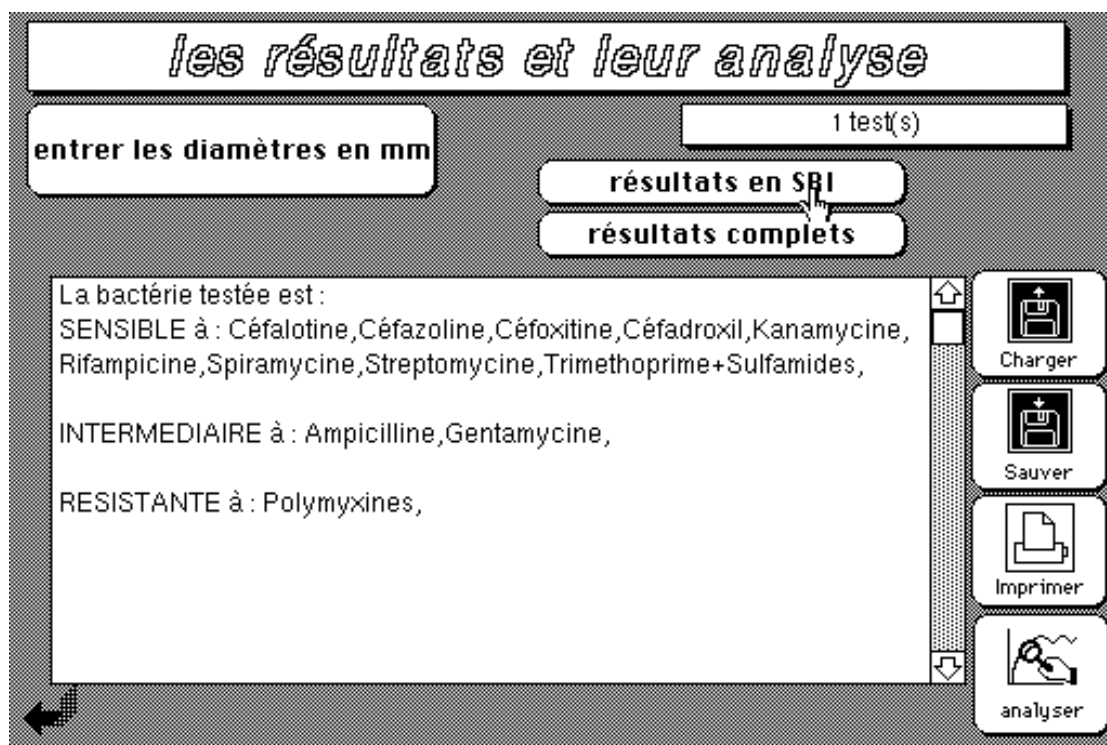 les résultats et leur analyse
entrer les diamètres en mm
1 test(s)
résultats en SBI
résultats complets
La bactérie testée est :
SENSIBLE à : Céfalotine,Céfazoline,Céfoxitine,Céfadroxil,Kanamycine,
Rifampicine,Spiramycine,Streptomycine,Trimethoprime+Sulfamides,
INTERMEDIAIRE à : Ampicilline,Gentamycine,
RESISTANTE à : Polymyxines,
Charger
Sauver
Imprimer
analyser